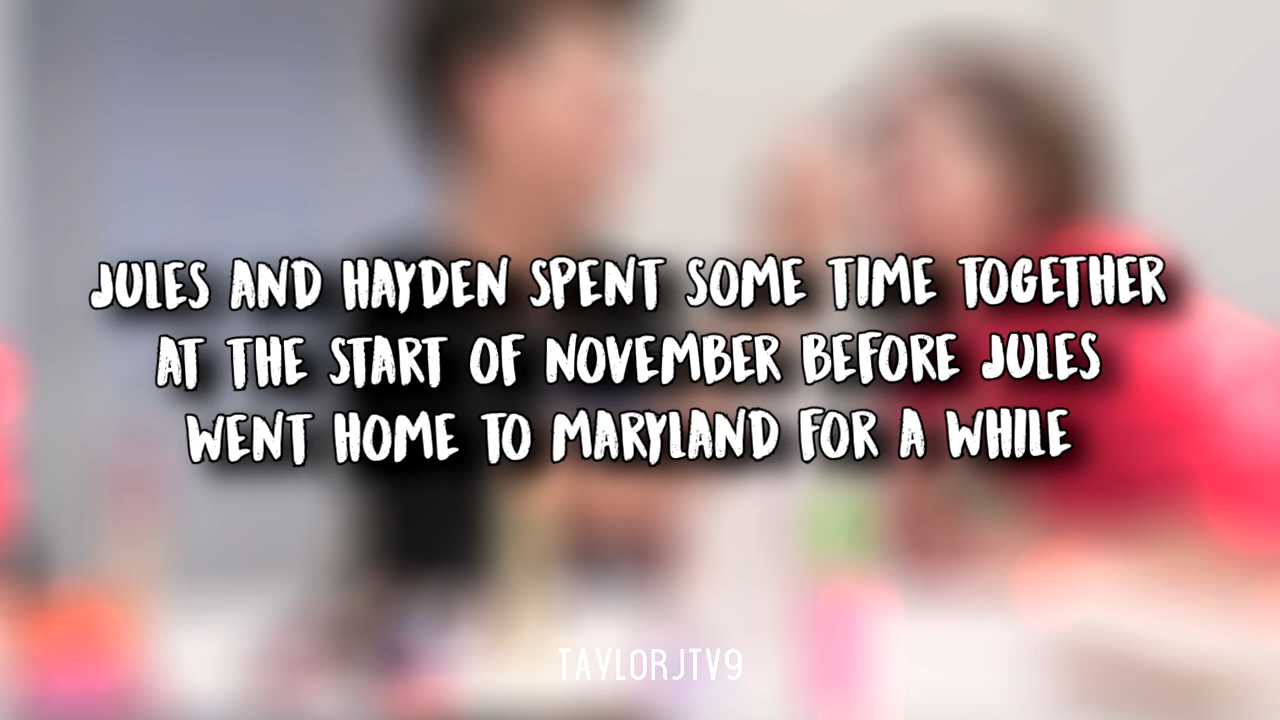 JULES AND HAYDEN SPENT SOME TIME TOGETHER
AT THE START OF NOVEMBER BEFORE JULES
WENT HOME TO MARYLAND FOR A WHILE
TAYLORJTV9